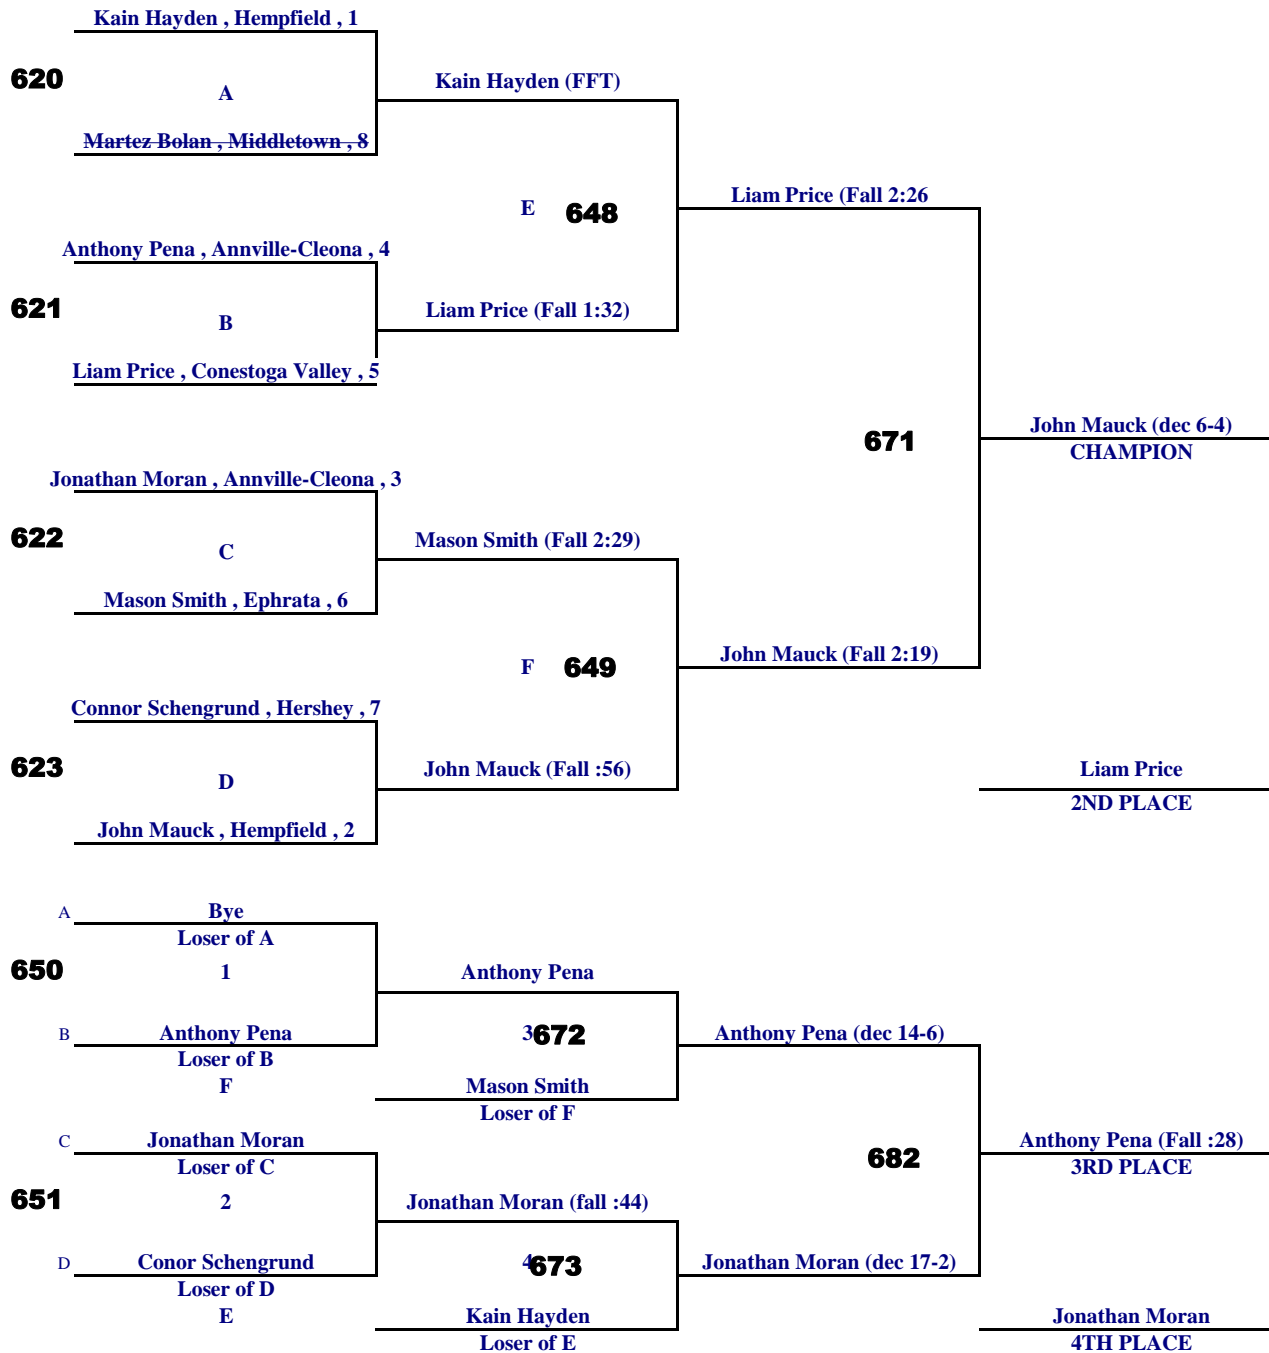 Kain Hayden , Hempfield , 1
620
Kain Hayden (FFT)
A
Martez Bolan , Middletown , 8
Liam Price (Fall 2:26
E 648
Anthony Pena , Annville-Cleona , 4
621
Liam Price (Fall 1:32)
B
Liam Price , Conestoga Valley , 5
John Mauck (dec 6-4)
671
CHAMPION
Jonathan Moran , Annville-Cleona , 3
622
Mason Smith (Fall 2:29)
C
Mason Smith , Ephrata , 6
John Mauck (Fall 2:19)
F 649
Connor Schengrund , Hershey , 7
623
John Mauck (Fall :56)
Liam Price
D
2ND PLACE
John Mauck , Hempfield , 2
A Bye
Loser of A
650 1 Anthony Pena
B Anthony Pena
3 672
Anthony Pena (dec 14-6)
Loser of B
F Mason Smith
Loser of F
C Jonathan Moran
Anthony Pena (Fall :28)
682
Loser of C
3RD PLACE
651 2 Jonathan Moran (fall :44)
D Conor Schengrund
4 673
Jonathan Moran (dec 17-2)
Loser of D
E Kain Hayden
Jonathan Moran
Loser of E
4TH PLACE